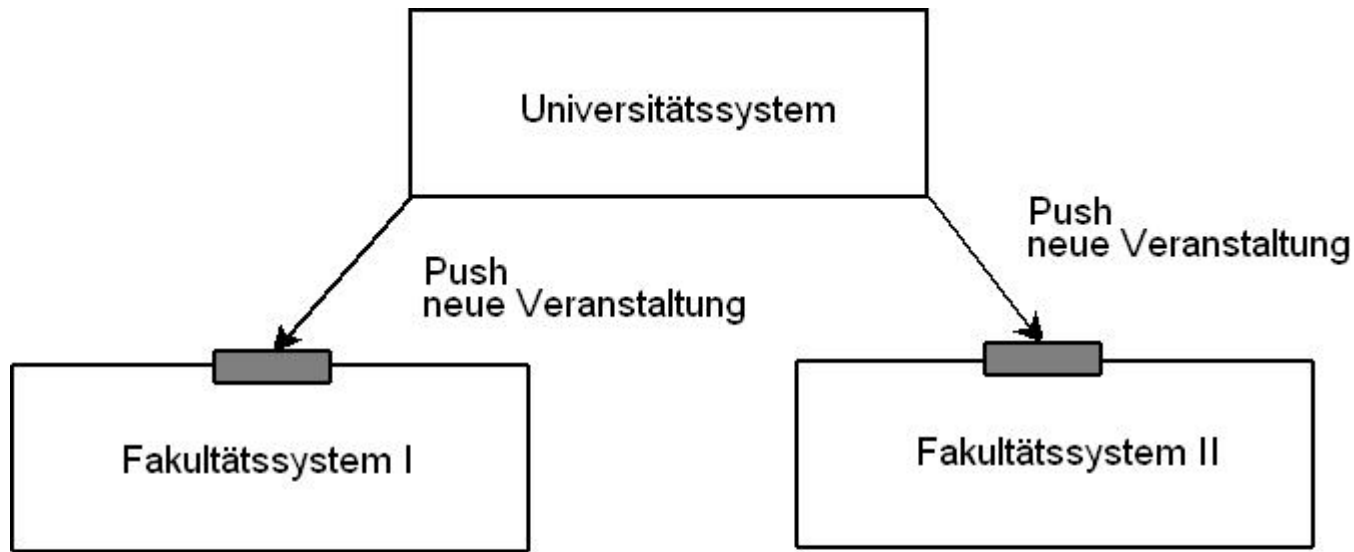 Universitätssystem
Push
neue Veranstaltung
Push
neue Veranstaltung
Fakultätssystem I
Fakultätssystem II